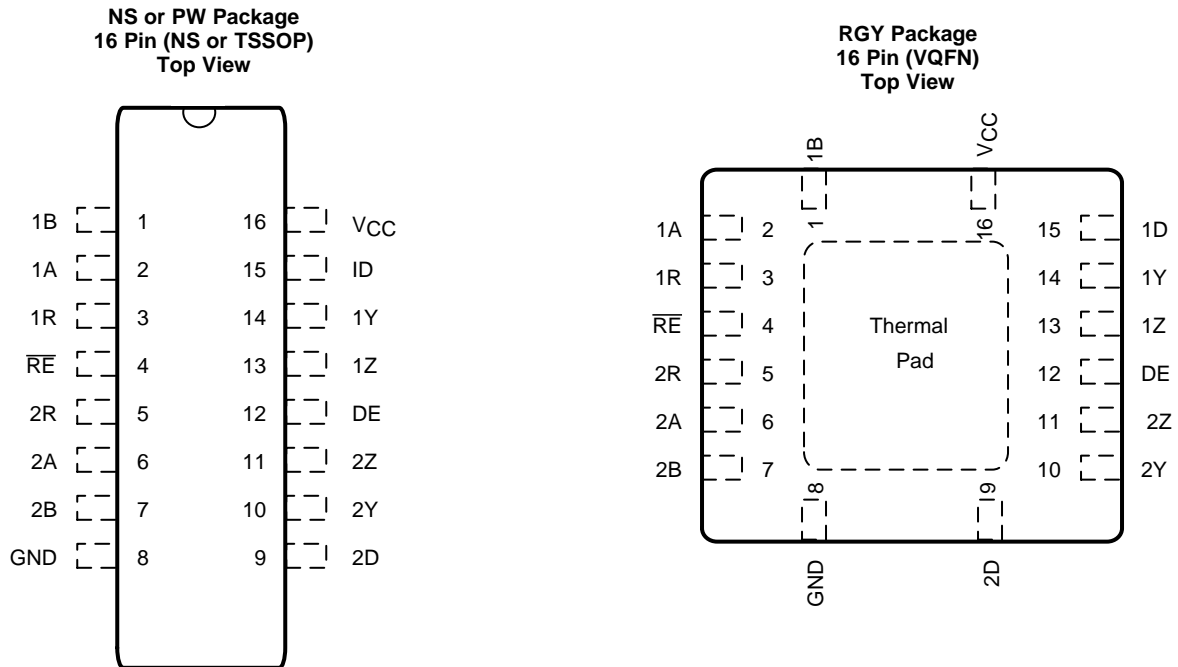 NS or PW Package
16 Pin (NS or TSSOP)
Top View
1B 1 16 VCC
1A 2 15 ID
1R 3 14 1Y
RE 4 13 1Z
2R 5 12 DE
2A 6 11 2Z
2B 7 10 2Y
GND 8 9 2D
RGY Package
16 Pin (VQFN)
Top View
1B VCC
1 16
1A 2 15 1D
1R 3 14 1Y
RE 4 13 1Z
2R 5 12 DE
2A 6 11 2Z
2B 7 10 2Y
Thermal
Pad
8 9
GND 2D